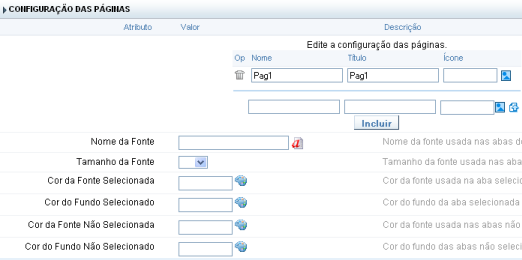 CONFIGURAÇÃO DAS PÁGINAS
Atributo Valor Descrição
Edite a configuração das páginas.
Op Nome Título Ícone
Pag1 Pag1
Incluir
Nome da Fonte Nome da fonte usada nas abas
Tamanho da Fonte Tamanho da fonte usada nas aba
Cor da Fonte Selecionada Cor da fonte usada na aba selecio
Cor do Fundo Selecionado Cor do fundo da aba selecionada
Cor da Fonte Não Selecionada Cor da fonte usada nas abas não
Cor do Fundo Não Selecionado Cor do fundo das abas não seleci